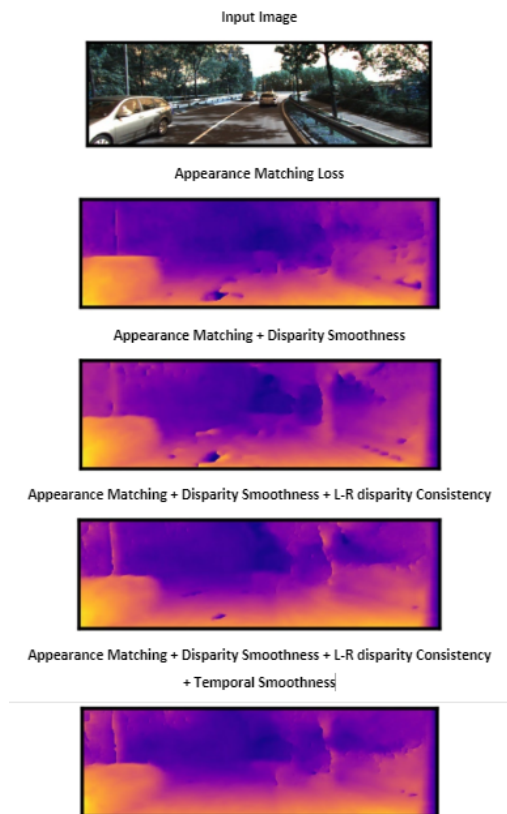 Input Image
Appearance Matching Loss
Appearance Matching + Disparity Smoothness
Appearance Matching + Disparity Smoothness + L-R disparity Consistency
Appearance Matching + Disparity Smoothness + L-R disparity Consistency
+ Temporal Smoothness